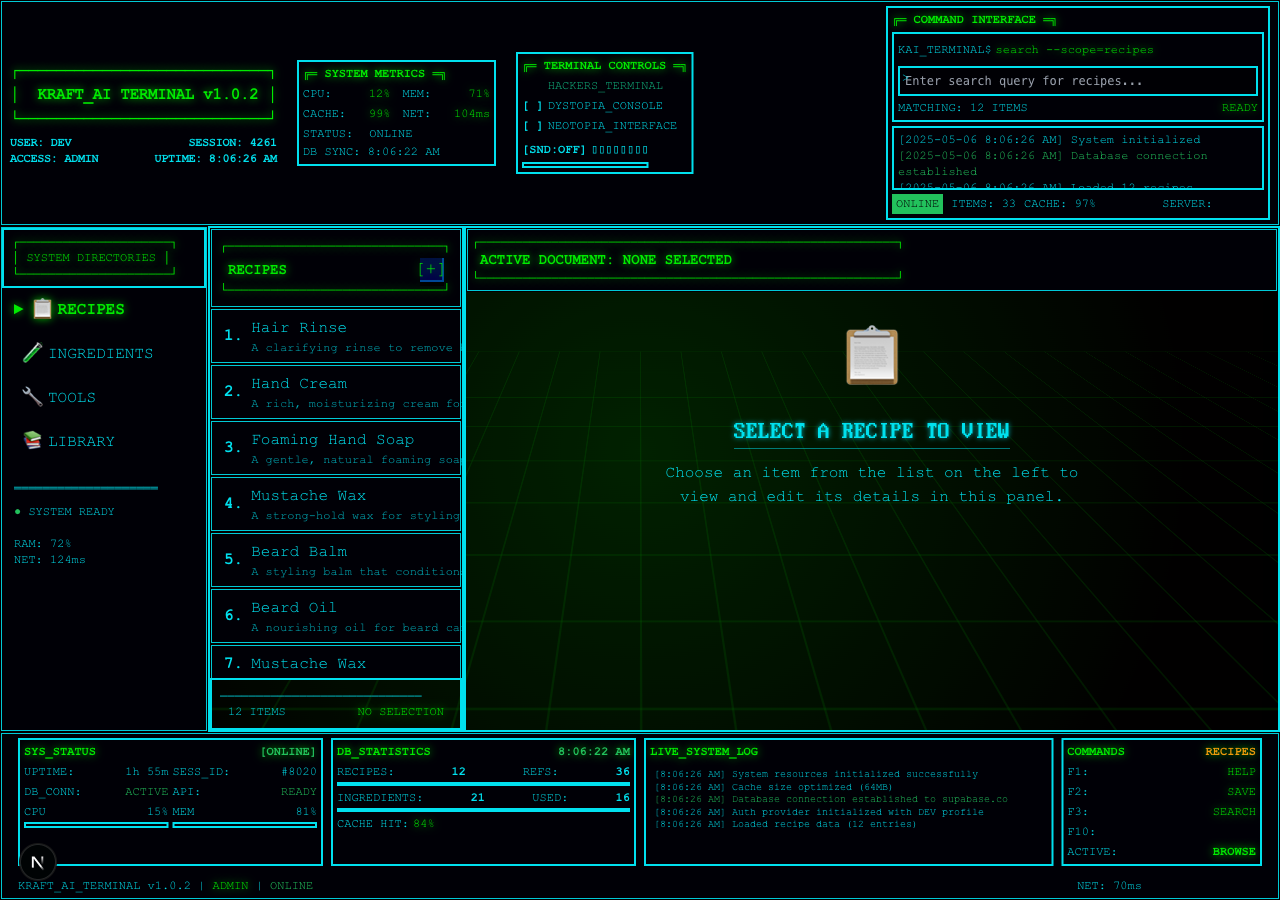 KRAFT_AI TERMINAL v1.0.2
USER: DEV SESSION: 4261
ACCESS: ADMIN UPTIME: 8:06:26 AM
SYSTEM METRICS
CPU: 12% MEM: 71%
CACHE: 99% NET: 104ms
STATUS: ONLINE
DB SYNC: 8:06:22 AM
TERMINAL CONTROLS
HACKERS_TERMINAL
[ ] DYSTOPIA_CONSOLE
[ ] NEOTOPIA_INTERFACE
[SND:OFF] ▯▯▯▯▯▯▯▯
COMMAND INTERFACE
KAI_TERMINAL$ search --scope=recipes
Enter search query for recipes...
MATCHING: 12 ITEMS READY
[2025-05-06 8:06:26 AM] System initialized
[2025-05-06 8:06:26 AM] Database connection
established
[2025-05-06 8:06:26 AM] Loaded 12 recipes
ONLINE ITEMS: 33 CACHE: 97% SERVER:
SYSTEM DIRECTORIES
► RECIPES
INGREDIENTS
TOOLS
LIBRARY
● SYSTEM READY
RAM: 72%
NET: 124ms
RECIPES [+]
1. Hair Rinse
A clarifying rinse to remove
2. Hand Cream
A rich, moisturizing cream fo
3. Foaming Hand Soap
A gentle, natural foaming soa
4. Mustache Wax
A strong-hold wax for styling
5. Beard Balm
A styling balm that condition
6. Beard Oil
A nourishing oil for beard ca
7. Mustache Wax
12 ITEMS NO SELECTION
ACTIVE DOCUMENT: NONE SELECTED
SELECT A RECIPE TO VIEW
Choose an item from the list on the left to
view and edit its details in this panel.
SYS_STATUS [ONLINE]
UPTIME: 1h 55m SESS_ID: #8020
DB_CONN: ACTIVE API: READY
CPU 15% MEM 81%
DB_STATISTICS 8:06:22 AM
RECIPES: 12 REFS: 36
INGREDIENTS: 21 USED: 16
CACHE HIT: 84%
LIVE_SYSTEM_LOG
[8:06:26 AM] System resources initialized successfully
[8:06:26 AM] Cache size optimized (64MB)
[8:06:26 AM] Database connection established to supabase.co
[8:06:26 AM] Auth provider initialized with DEV profile
[8:06:26 AM] Loaded recipe data (12 entries)
COMMANDS RECIPES
F1: HELP
F2: SAVE
F3: SEARCH
F10:
ACTIVE: BROWSE
N
KRAFT_AI_TERMINAL v1.0.2 | ADMIN | ONLINE NET: 70ms